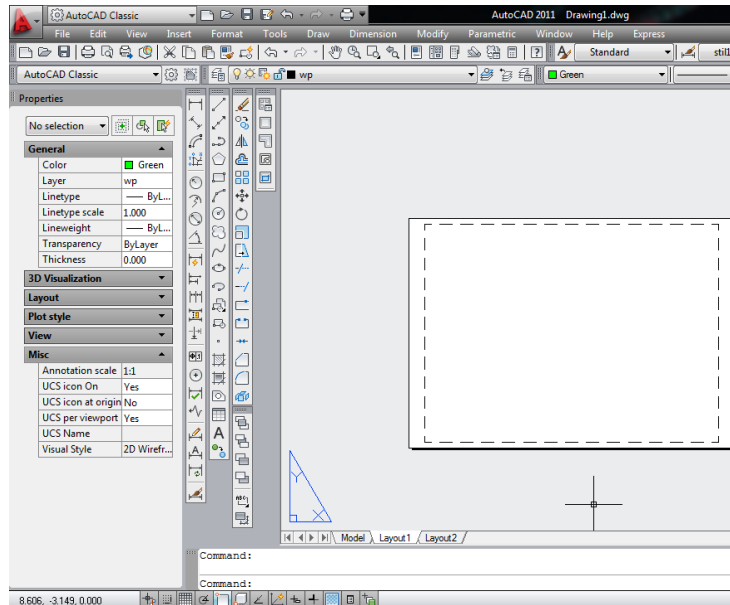 AutoCAD Classic
AutoCAD 2011 Drawing1.dwg
File Edit View Insert Format Tools Draw Dimension Modify Parametric Window Help Express
Standard
AutoCAD Classic
wp
Green
Properties
No selection
General
Color Green
Layer wp
Linetype ByL...
Linetype scale 1.000
Lineweight ByL...
Transparency ByLayer
Thickness 0.000
3D Visualization
Layout
Plot style
View
Misc
Annotation scale 1:1
UCS icon On Yes
UCS icon at origin No
UCS per viewport Yes
UCS Name
Visual Style 2D Wirefr...
A
Y
X
Model Layout1 Layout2
Command:
Command:
8.606, -3.149, 0.000